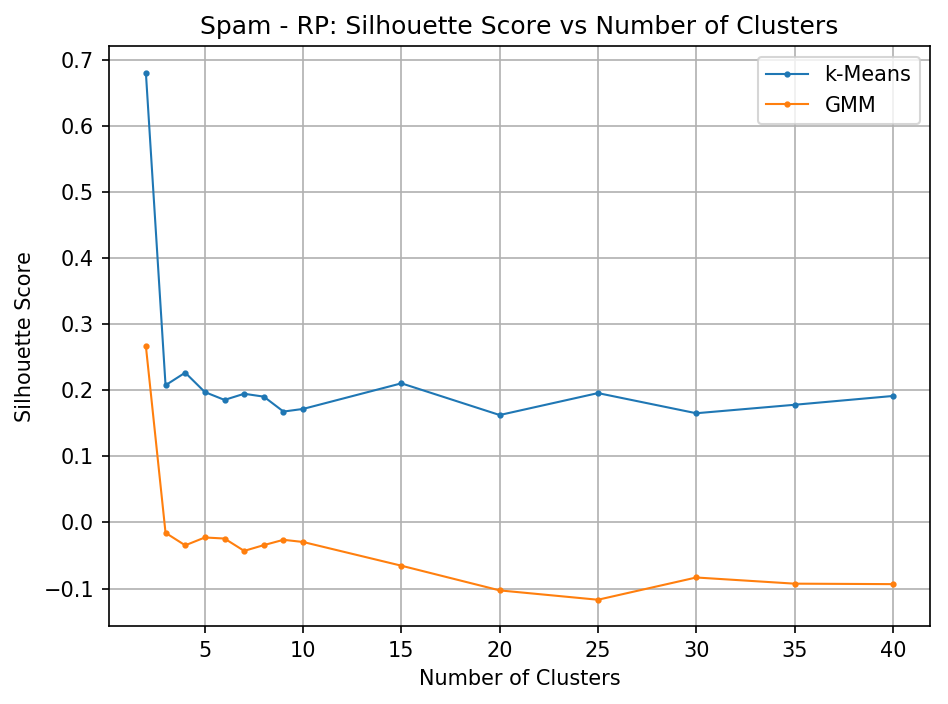 Spam - RP: Silhouette Score vs Number of Clusters
k-Means
GMM
Silhouette Score
0.7
0.6
0.5
0.4
0.3
0.2
0.1
0.0
−0.1
5 10 15 20 25 30 35 40
Number of Clusters